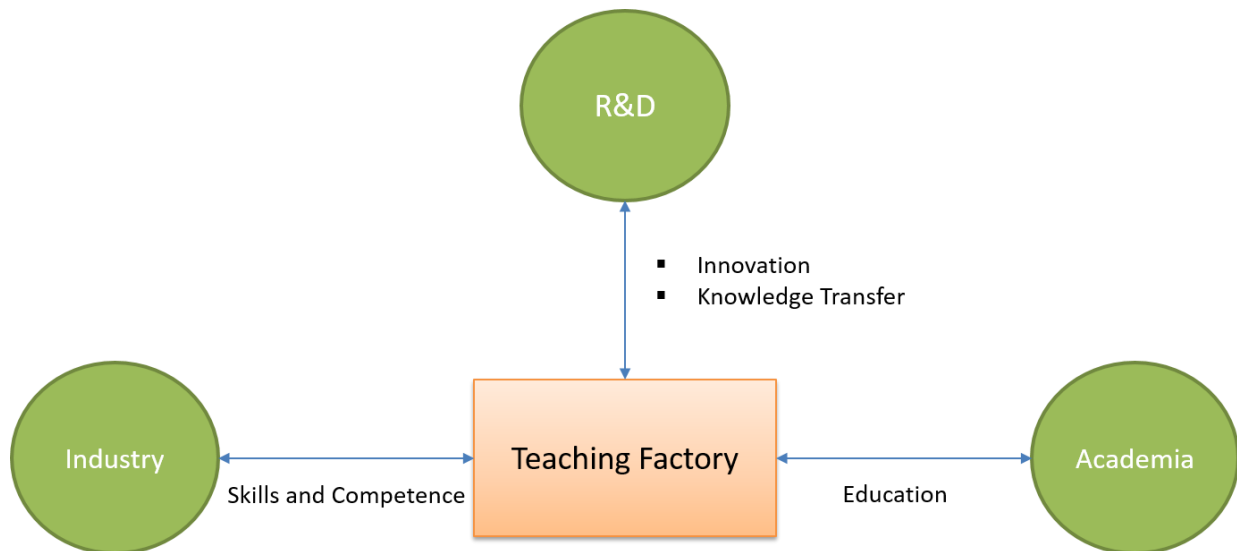 R&D
▪ Innovation
▪ Knowledge Transfer
Industry
Skills and Competence
Teaching Factory
Education
Academia